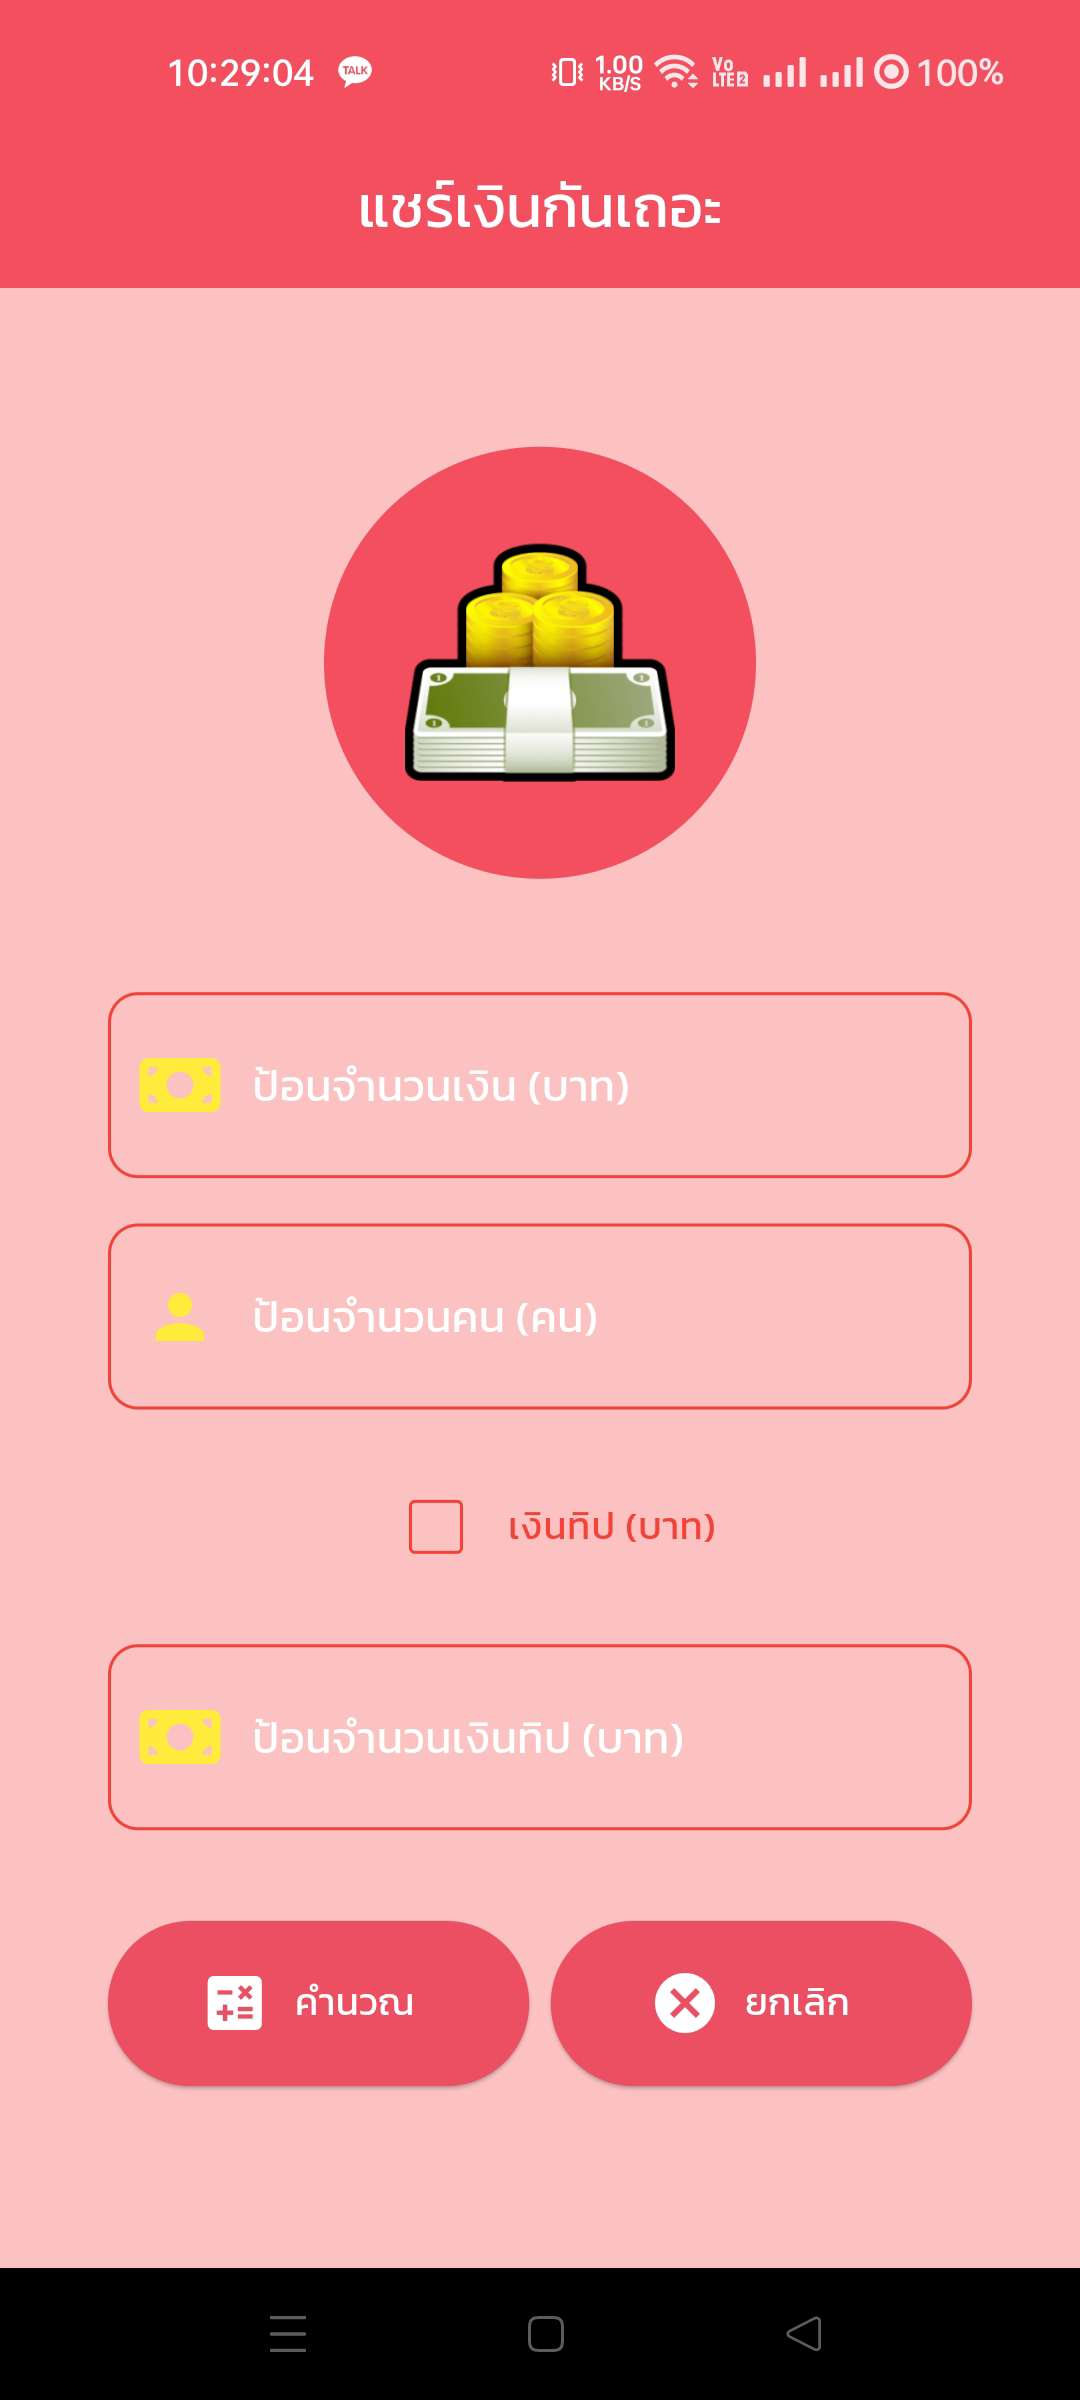 10:29:04 TALK 1.00 KB/S Vo LTE 2 100%
แชร์เงินกันเถอะ
ป้อนจำนวนเงิน (บาท)
ป้อนจำนวนคน (คน)
เงินทิป (บาท)
ป้อนจำนวนเงินทิป (บาท)
คำนวณ ยกเลิก